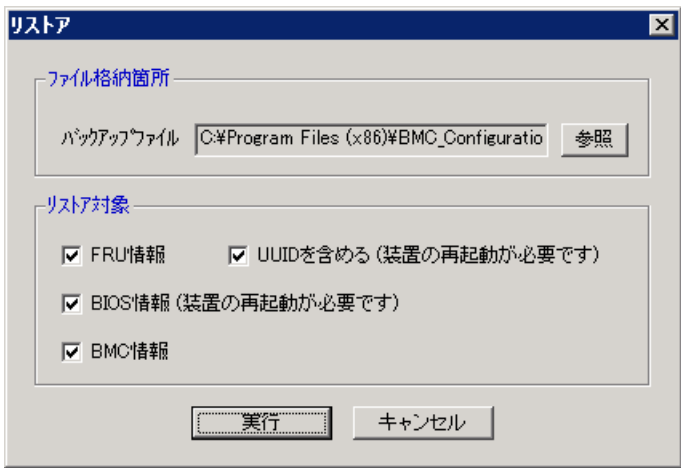 リストア
ファイル格納箇所
バックアップファイル C:¥Program Files (x86)¥BMC_Configuratio 参照
リストア対象
FRU情報 UUIDを含める(装置の再起動が必要です)
BIOS情報(装置の再起動が必要です)
BMC情報
実行 キャンセル